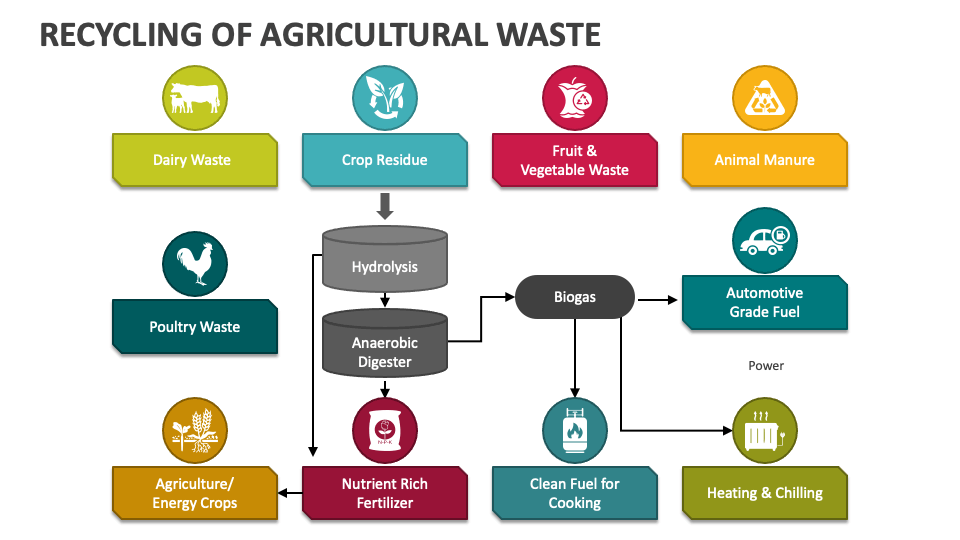 RECYCLING OF AGRICULTURAL WASTE
Dairy Waste
Crop Residue
Fruit &
Vegetable Waste
Animal Manure
Hydrolysis
Poultry Waste
Anaerobic
Digester
Biogas
Automotive
Grade Fuel
Power
N-P-K
Agriculture/
Energy Crops
Nutrient Rich
Fertilizer
Clean Fuel for
Cooking
Heating & Chilling